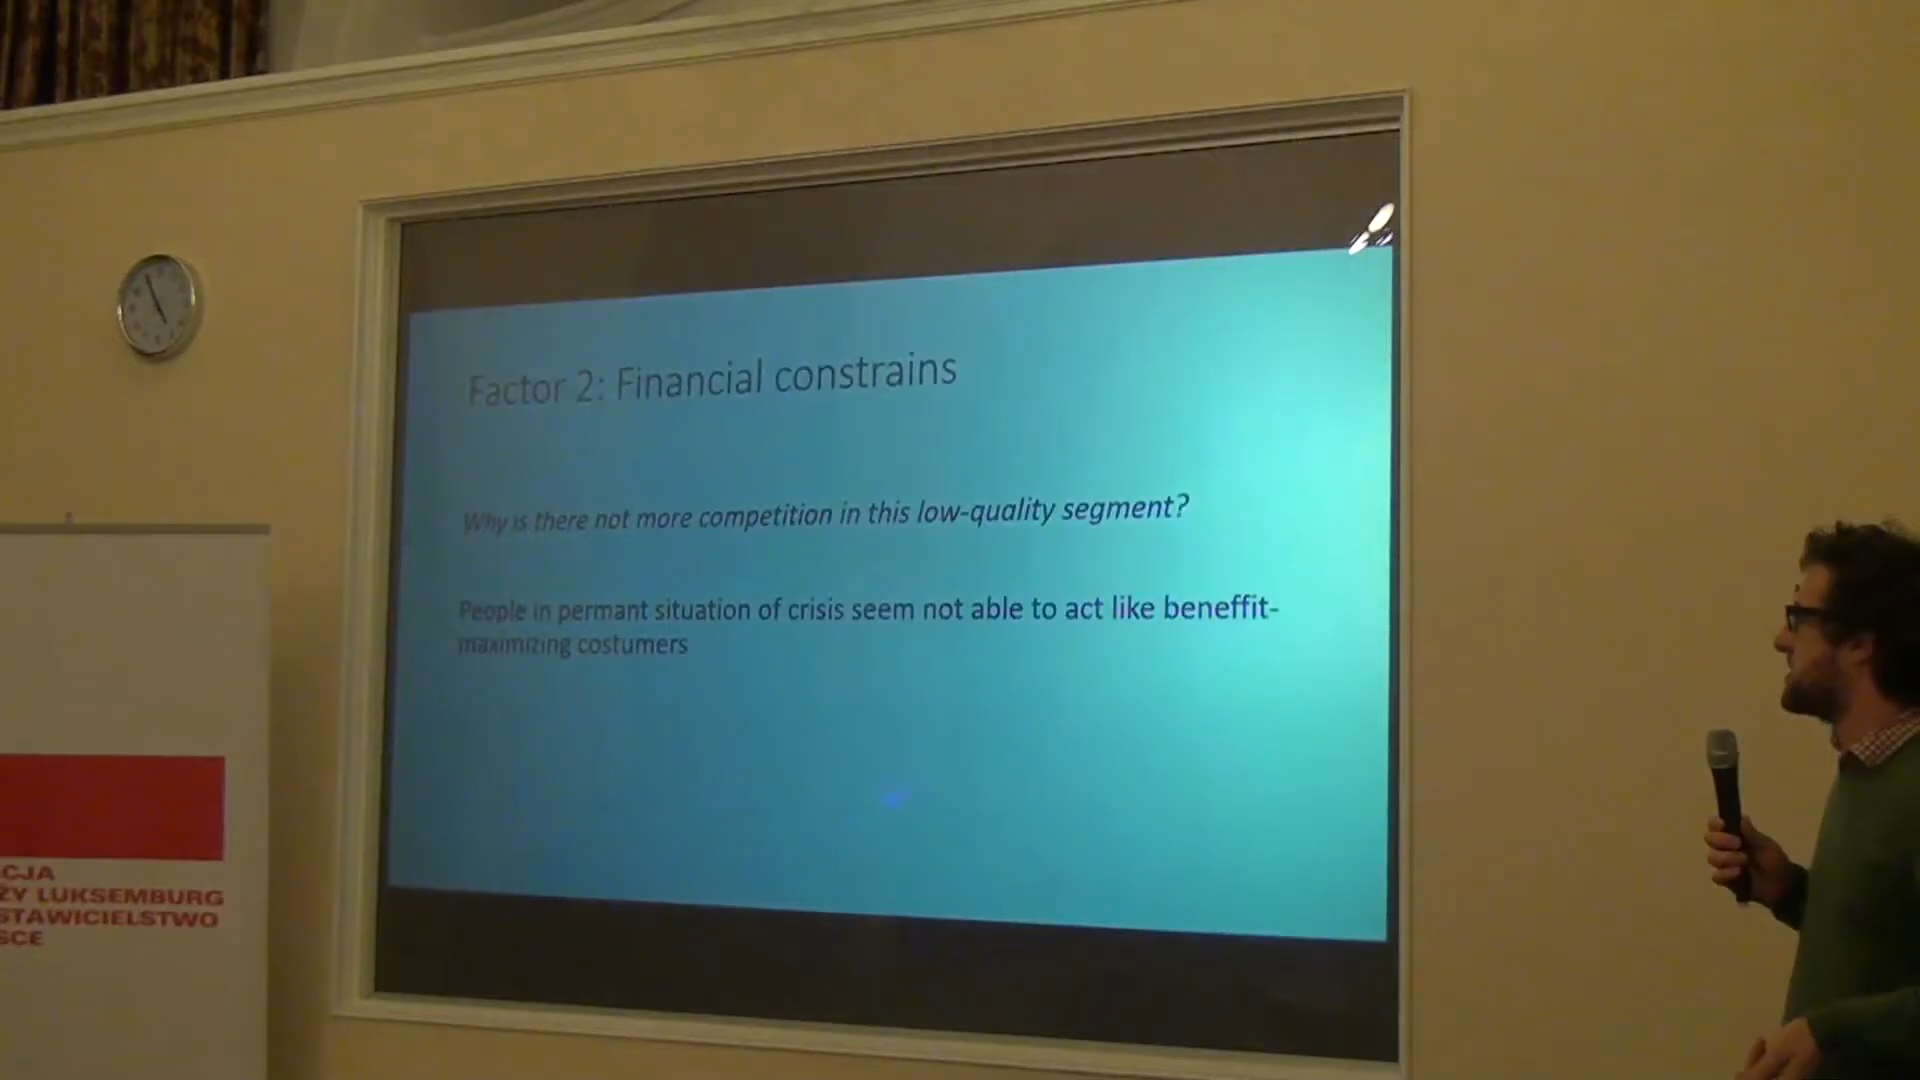 Factor 2: Financial constrains
Why is there not more competition in this low-quality segment?
People in permant situation of crisis seem not able to act like beneffit-
maximizing costumers
CJA
ŻY LUKSEMBURG
STAWICIELSTWO
SCE